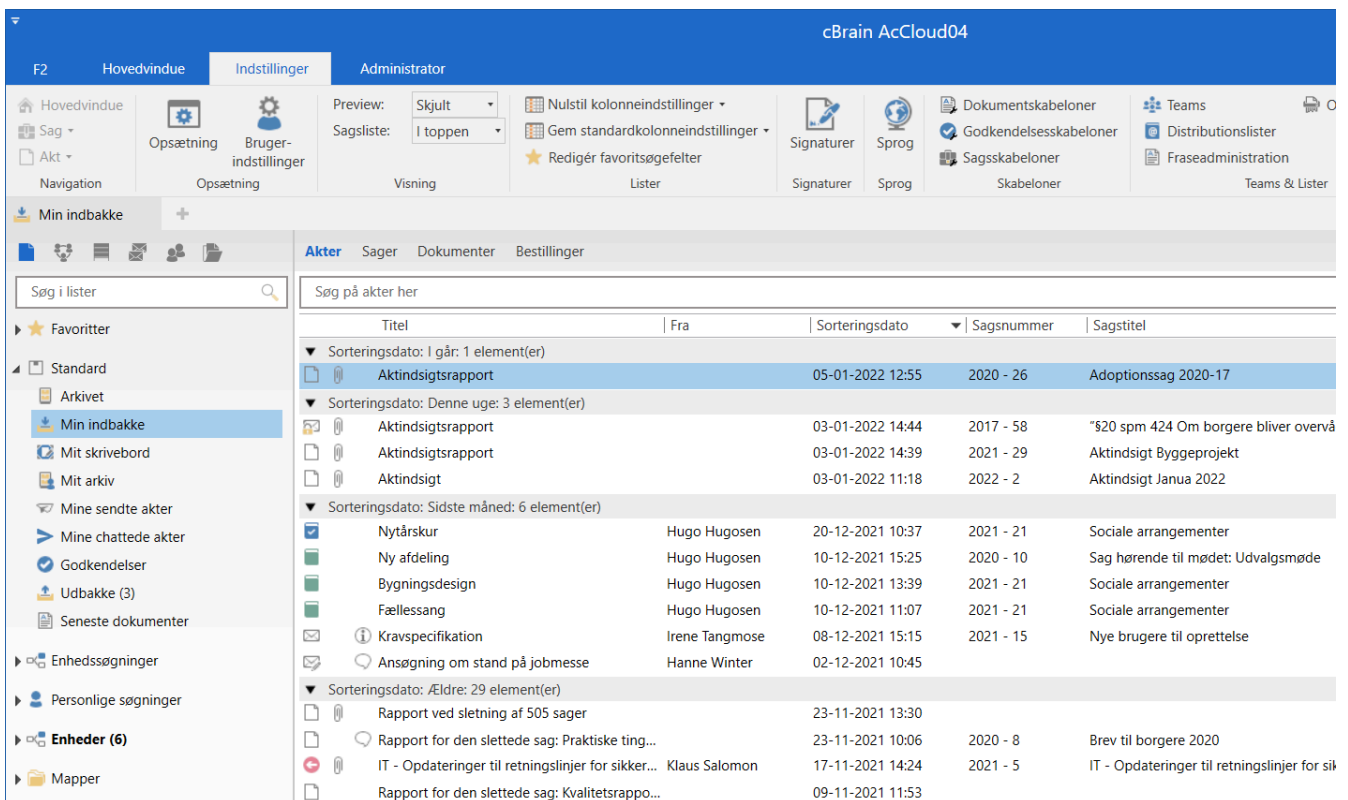 cBrain AcCloud04
F2 Hovedvindue Indstillinger Administrator
Hovedvindue
Sag
Akt
Navigation
Opsætning
Bruger-
indstillinger
Opsætning
Preview: Skjult
Sagsliste: I toppen
Visning
Nulstil kolonneindstillinger
Gem standardkolonneindstillinger
Redigér favoritsøgefelter
Lister
Signaturer
Signaturer
Sprog
Sprog
Dokumentskabeloner
Godkendelsesskabeloner
Sagsskabeloner
Skabeloner
Teams
Distributionslister
Fraseadministration
Teams & Lister
Min indbakke
Søg i lister
Favoritter
Standard
Arkivet
Min indbakke
Mit skrivebord
Mit arkiv
Mine sendte akter
Mine chattede akter
Godkendelser
Udbakke (3)
Seneste dokumenter
Enhedssøgninger
Personlige søgninger
Enheder (6)
Mapper
Akter Sager Dokumenter Bestillinger
Søg på akter her
Titel Fra Sorteringsdato Sagsnummer Sagstitel
Sorteringsdato: I går: 1 element(er)
Aktindsigtsrapport 05-01-2022 12:55 2020 - 26 Adoptionssag 2020-17
Sorteringsdato: Denne uge: 3 element(er)
Aktindsigtsrapport 03-01-2022 14:44 2017 - 58 "§20 spm 424 Om borgere bliver overvå
Aktindsigtsrapport 03-01-2022 14:39 2021 - 29 Aktindsigt Byggeprojekt
Aktindsigt 03-01-2022 11:18 2022 - 2 Aktindsigt Janua 2022
Sorteringsdato: Sidste måned: 6 element(er)
Nytårskur Hugo Hugosen 20-12-2021 10:37 2021 - 21 Sociale arrangementer
Ny afdeling Hugo Hugosen 10-12-2021 15:25 2020 - 10 Sag hørende til mødet: Udvalgsmøde
Bygningsdesign Hugo Hugosen 10-12-2021 13:39 2021 - 21 Sociale arrangementer
Fællessang Hugo Hugosen 10-12-2021 11:07 2021 - 21 Sociale arrangementer
Kravspecifikation Irene Tangmose 08-12-2021 15:15 2021 - 15 Nye brugere til oprettelse
Ansøgning om stand på jobmesse Hanne Winter 02-12-2021 10:45
Sorteringsdato: Ældre: 29 element(er)
Rapport ved sletning af 505 sager 23-11-2021 13:30
Rapport for den slettede sag: Praktiske ting... 23-11-2021 10:06 2020 - 8 Brev til borgere 2020
IT - Opdateringer til retningslinjer for sikker... Klaus Salomon 17-11-2021 14:24 2021 - 5 IT - Opdateringer til retningslinjer for sik
Rapport for den slettede sag: Kvalitetsrappo... 09-11-2021 11:53